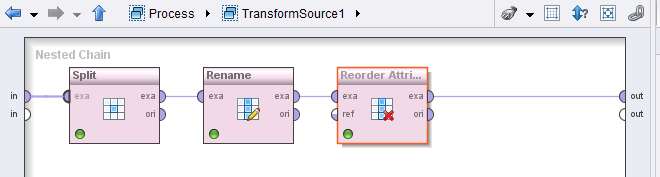 Process TransformSource1
Nested Chain
Split Rename Reorder Attri...
in exa exa exa exa exa exa out
in ori ori ref ori out